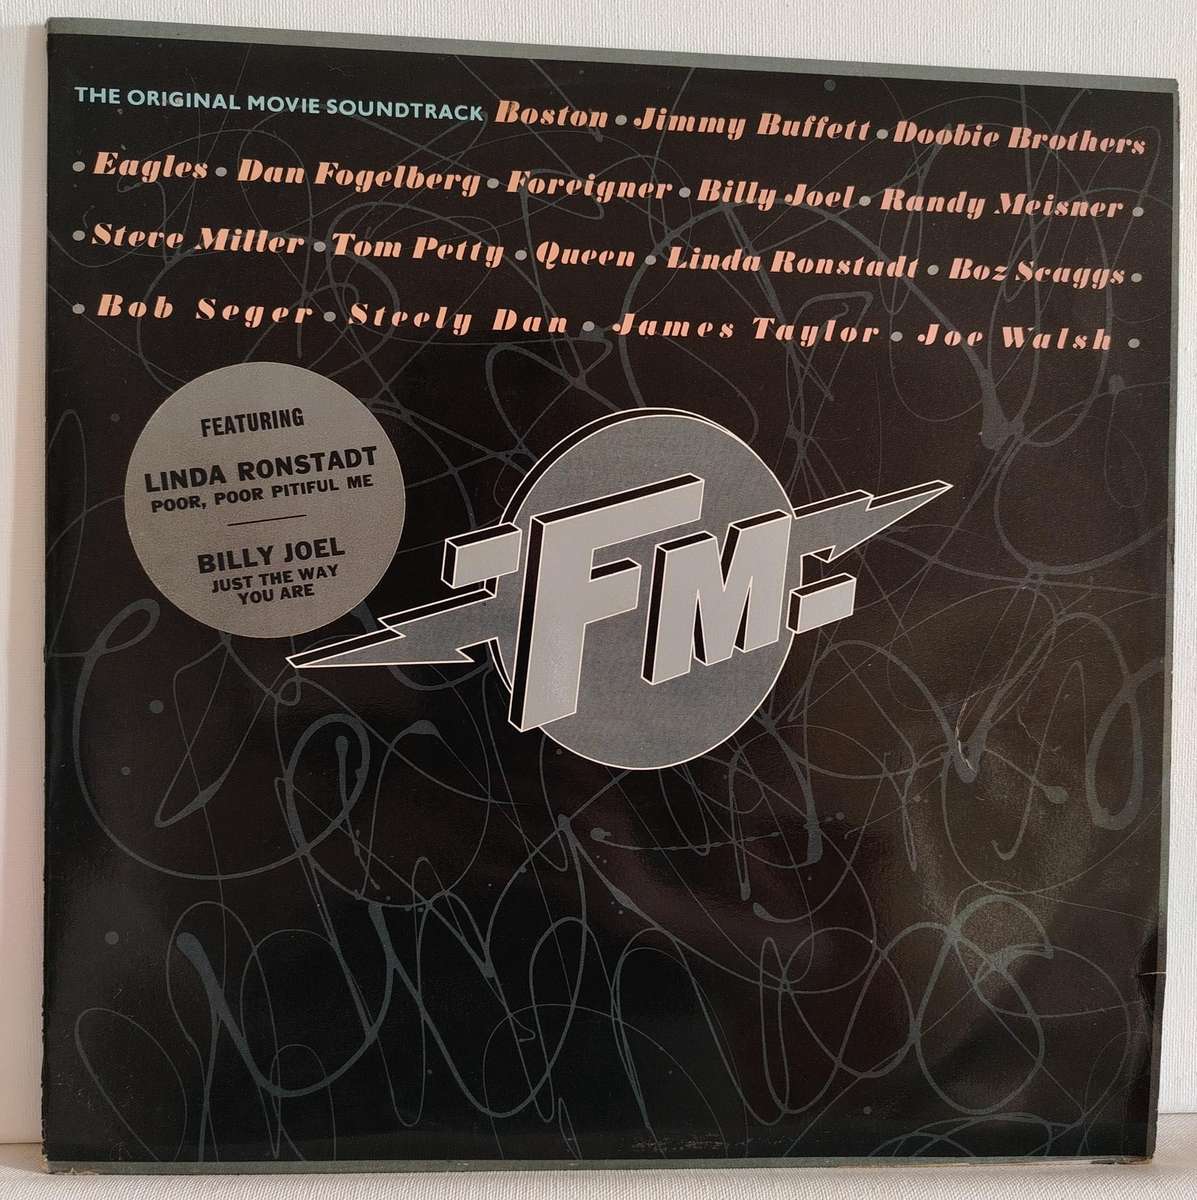 THE ORIGINAL MOVIE SOUNDTRACK Boston • Jimmy Buffett • Doobie Brothers
• Eagles • Dan Fogelberg • Foreigner • Billy Joel • Randy Meisner •
• Steve Miller • Tom Petty • Queen • Linda Ronstadt • Boz Scaggs •
• Bob Seger • Steely Dan • James Taylor • Joe Walsh •
FEATURING
LINDA RONSTADT
POOR, POOR PITIFUL ME
BILLY JOEL
JUST THE WAY
YOU ARE
FM